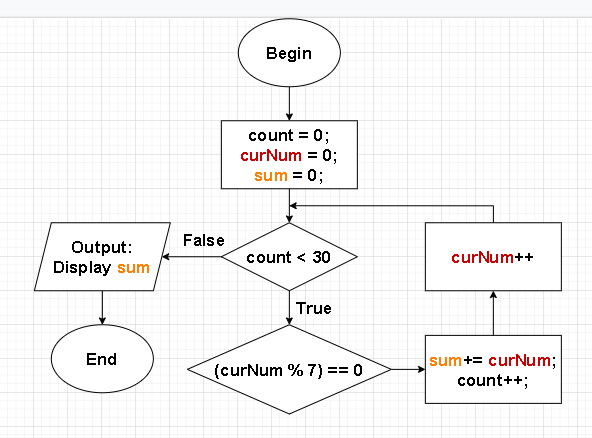 Begin
count = 0;
curNum = 0;
sum = 0;
False
count < 30
True
Output:
Display sum
End
(curNum % 7) == 0
sum+= curNum;
count++;
curNum++